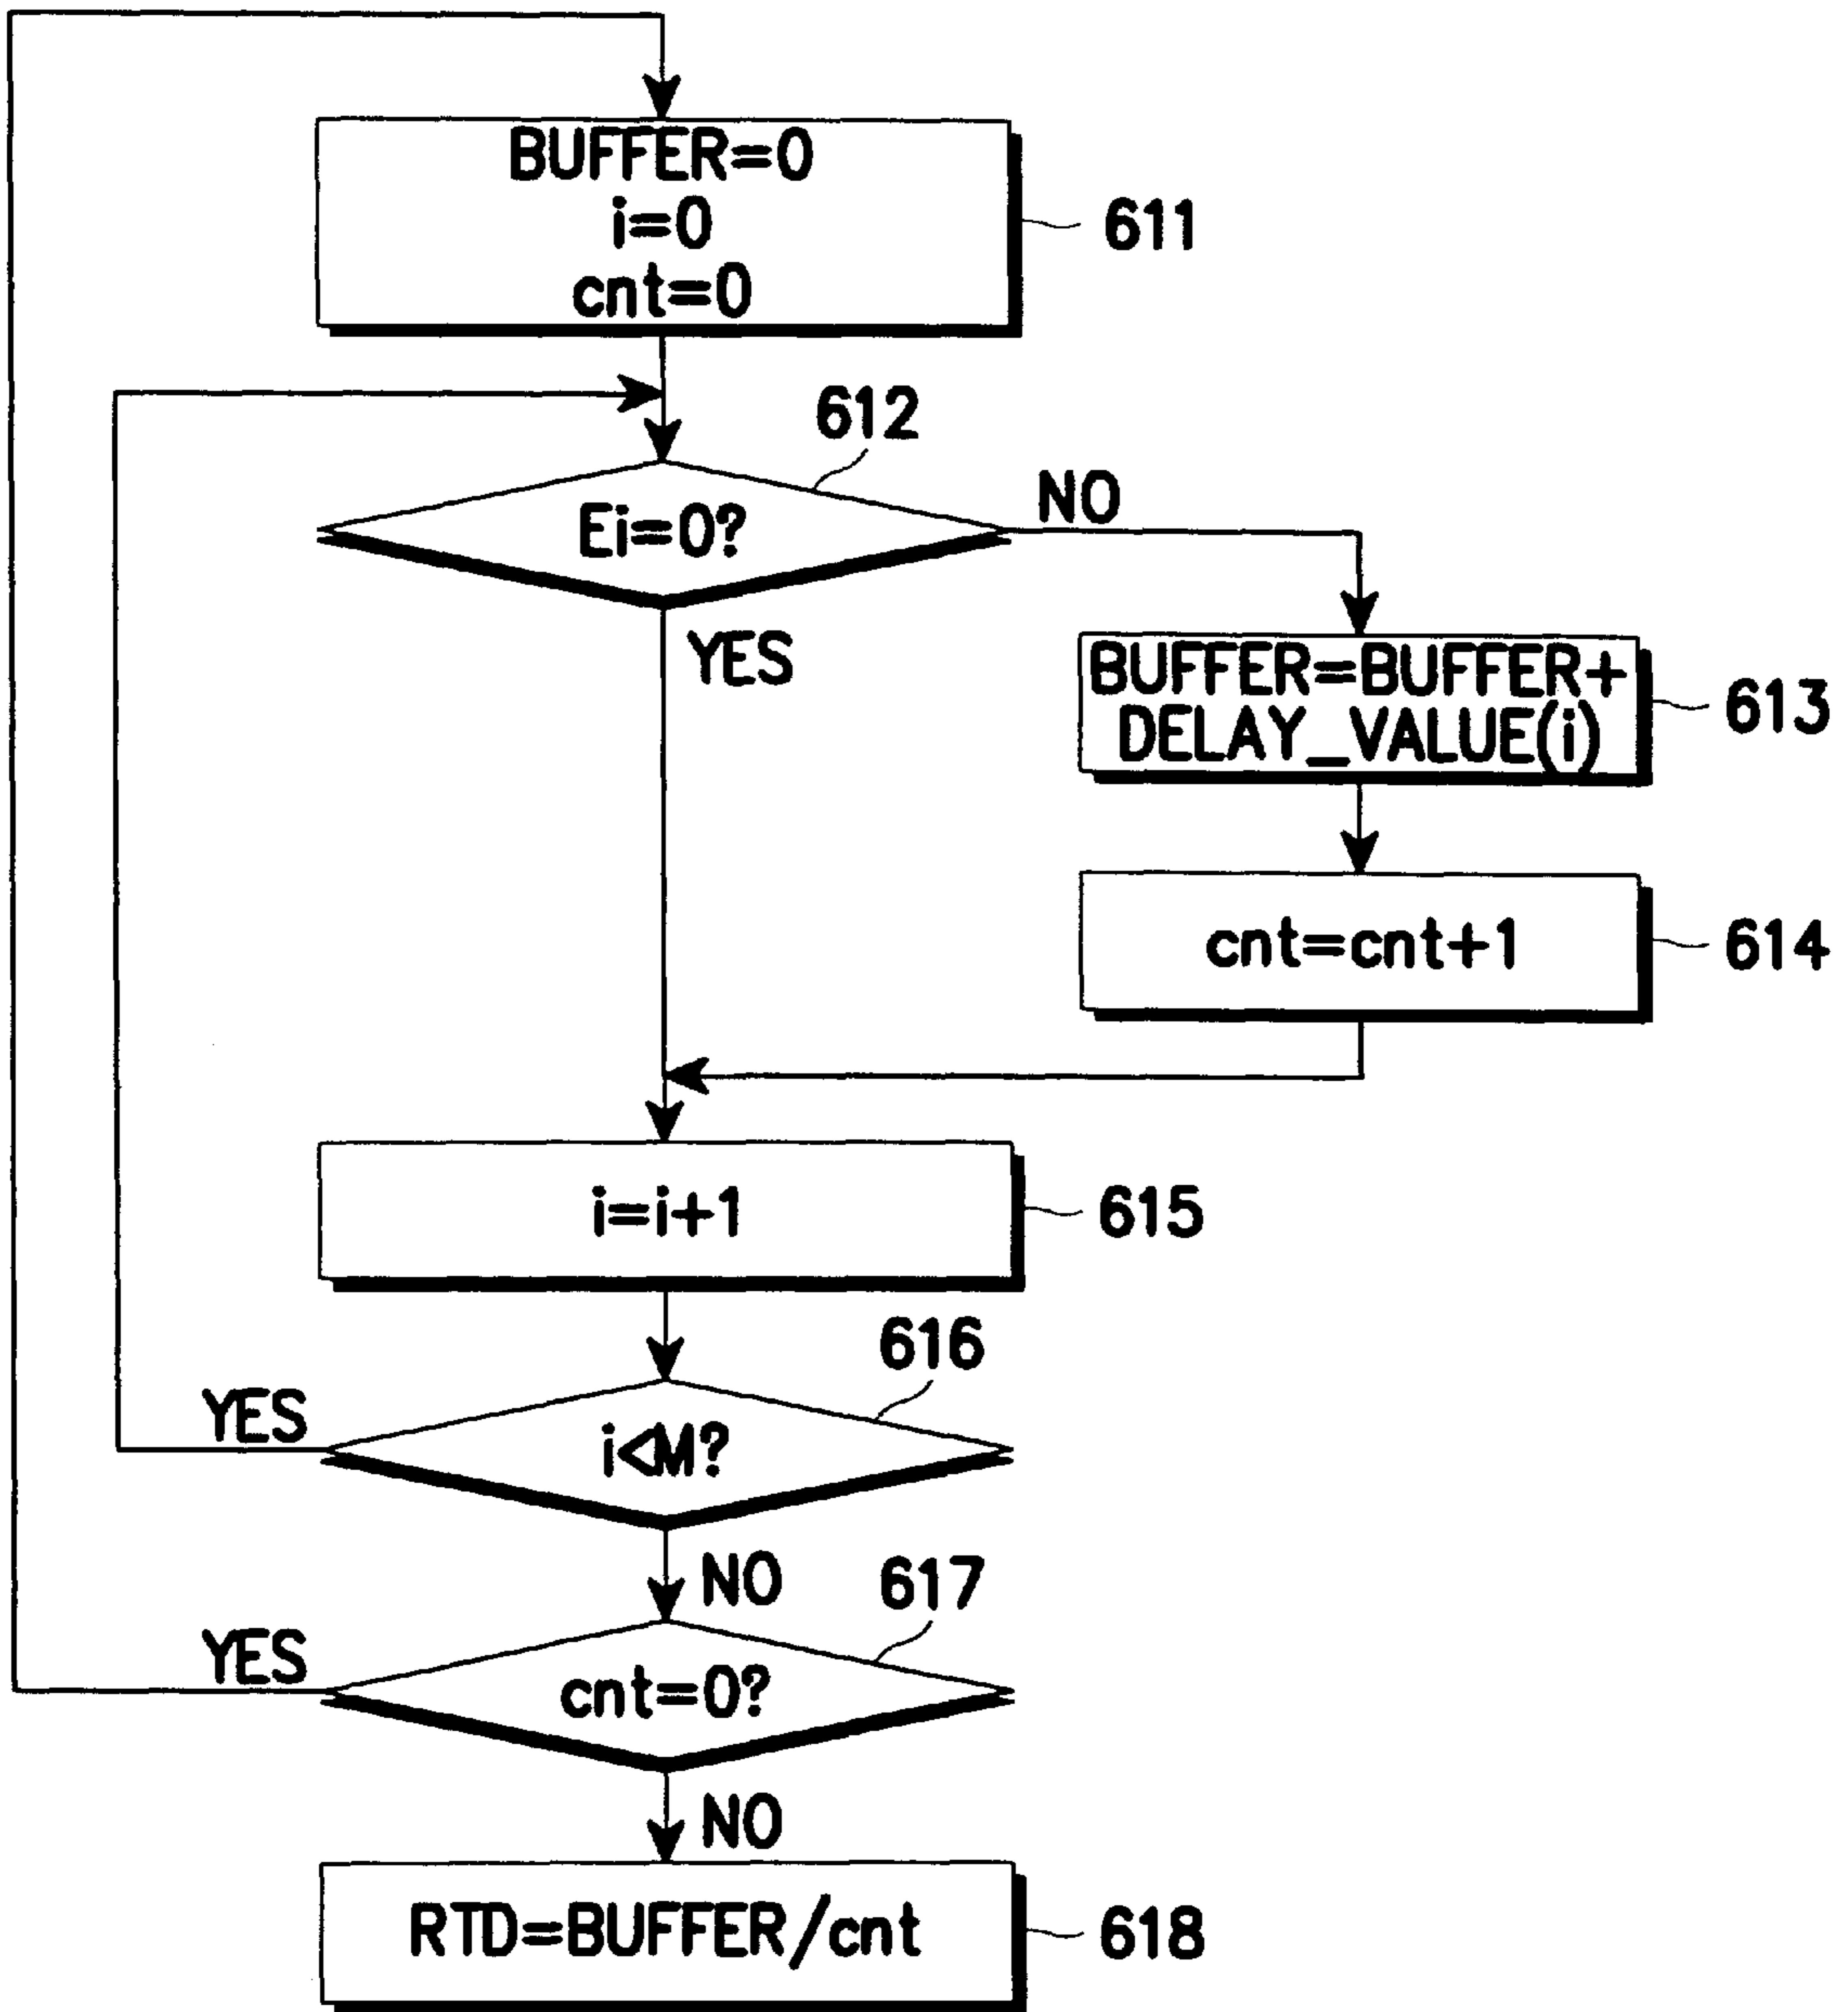 BUFFER=0
i=0
cnt=0
611
612
Ei=0?
NO
YES
BUFFER=BUFFER+
DELAY_VALUE(i)
613
cnt=cnt+1
614
i=i+1
615
616
YES
i<M?
NO
617
YES
cnt=0?
NO
RTD=BUFFER/cnt
618